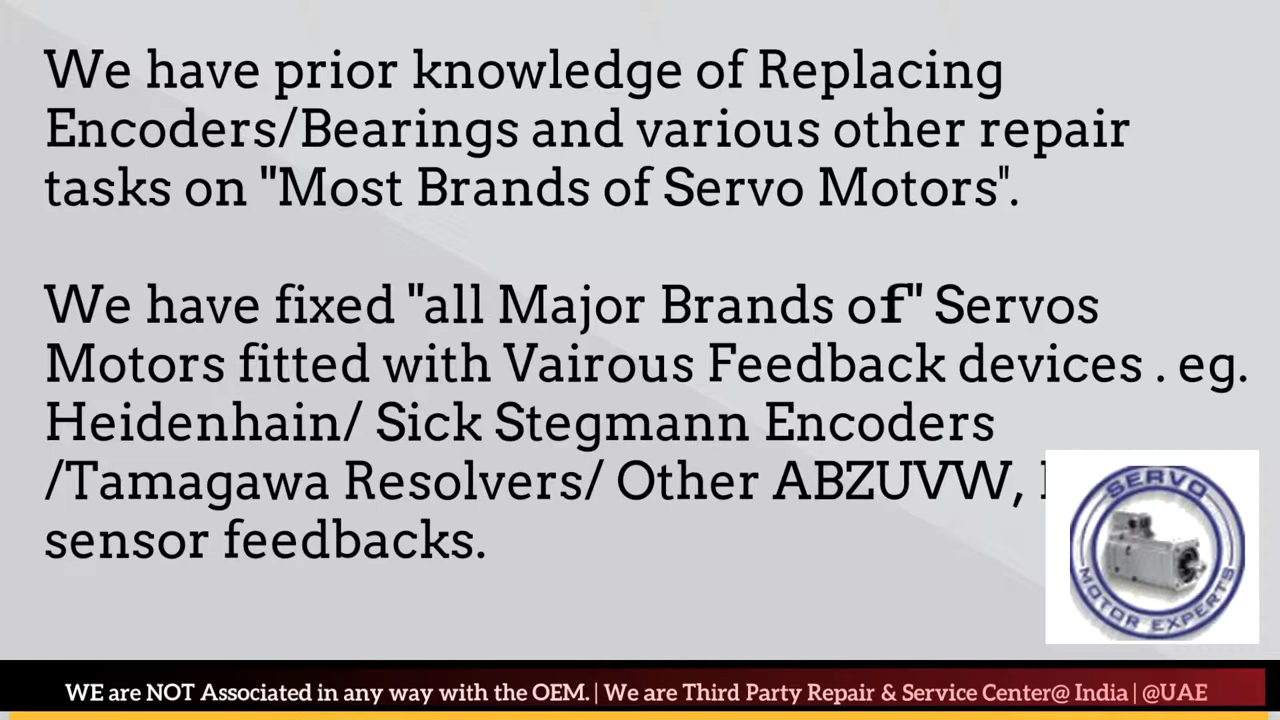 We have prior knowledge of Replacing
Encoders/Bearings and various other repair
tasks on "Most Brands of Servo Motors".
We have fixed "all Major Brands of" Servos
Motors fitted with Vairous Feedback devices . eg.
Heidenhain/ Sick Stegmann Encoders
/Tamagawa Resolvers/ Other ABZUVW,
sensor feedbacks.
SERVO
MOTOR EXPERTS
WE are NOT Associated in any way with the OEM. | We are Third Party Repair & Service Center@ India | @UAE